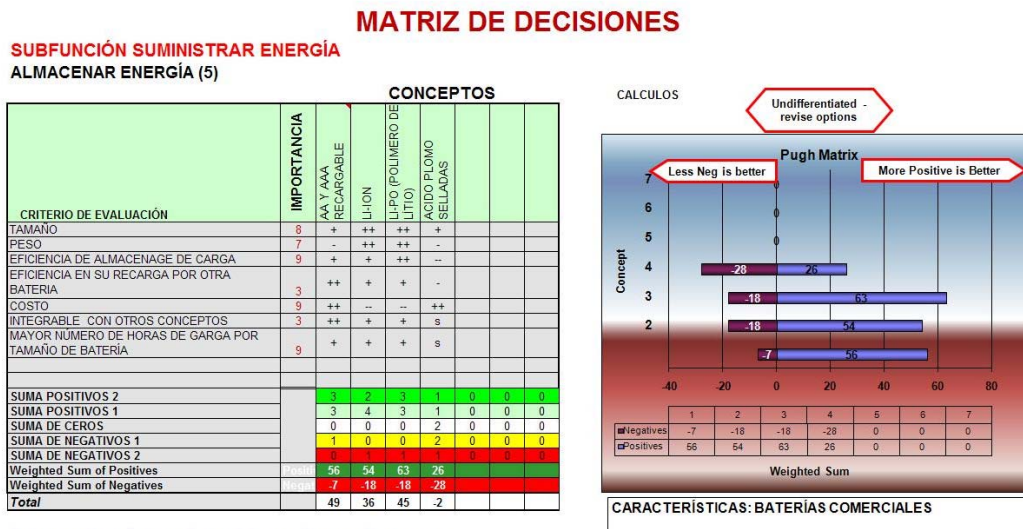 MATRIZ DE DECISIONES
SUBFUNCIÓN SUMINISTRAR ENERGÍA
ALMACENAR ENERGÍA (5)
CONCEPTOS
CRITERIO DE EVALUACIÓN IMPORTANCIA AA Y AAA RECARGABLE LI-ION LI-PO (POLIMERO DE LITIO) ACIDO PLOMO SELLADAS
TAMAÑO 8 + ++ ++ +
PESO 7 - ++ ++ -
EFICIENCIA DE ALMACENAGE DE CARGA 9 + + ++ --
EFICIENCIA EN SU RECARGA POR OTRA
BATERIA 3 ++ + + -
COSTO 9 ++ -- -- ++
INTEGRABLE CON OTROS CONCEPTOS 3 ++ + + s
MAYOR NÚMERO DE HORAS DE GARGA POR
TAMAÑO DE BATERÍA 9 + + + s
SUMA POSITIVOS 2 3 2 3 1 0 0 0
SUMA POSITIVOS 1 3 4 3 1 0 0 0
SUMA DE CEROS 0 0 0 2 0 0 0
SUMA DE NEGATIVOS 1 1 0 0 2 0 0 0
SUMA DE NEGATIVOS 2 0 1 1 1 0 0 0
Weighted Sum of Positives Positi 56 54 63 26
Weighted Sum of Negatives Negat -7 -18 -18 -28
Total 49 36 45 -2
CALCULOS
Undifferentiated -
revise options
Pugh Matrix
Less Neg is better
More Positive is Better
Concept
7 0
6 0
5 0
4 -28 26
3 -18 63
2 -18 54
-7 56
-40 -20 0 20 40 60 80
1 2 3 4 5 6 7
Negatives -7 -18 -18 -28 0 0 0
Positives 56 54 63 26 0 0 0
Weighted Sum
CARACTERÍSTICAS: BATERÍAS COMERCIALES